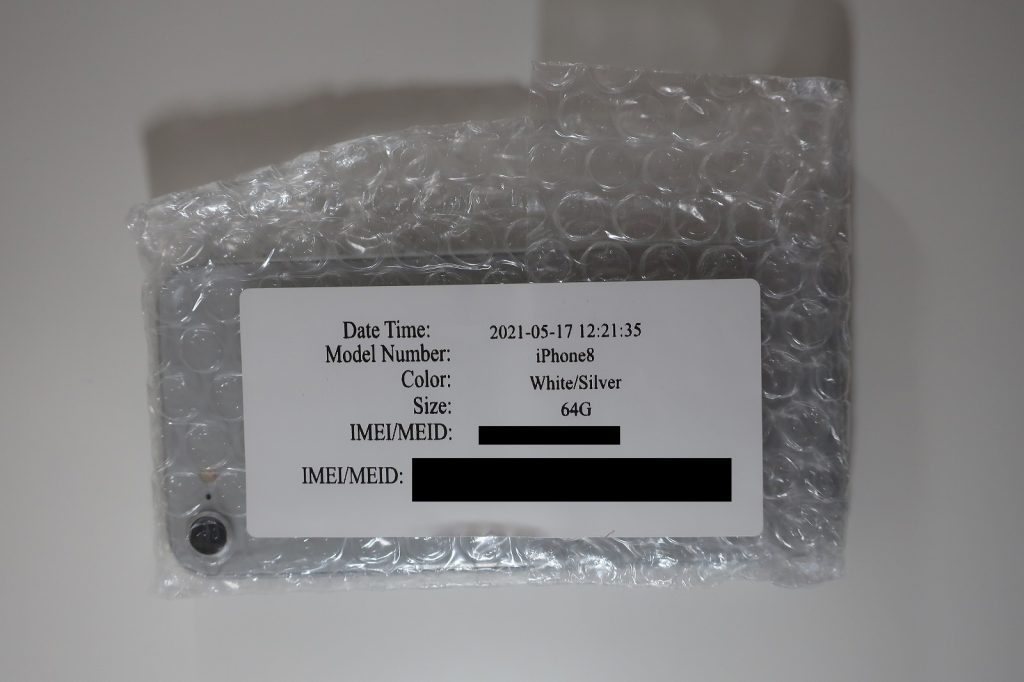 Date Time: 2021-05-17 12:21:35
Model Number: iPhone8
Color: White/Silver
Size: 64G
IMEI/MEID:
IMEI/MEID: